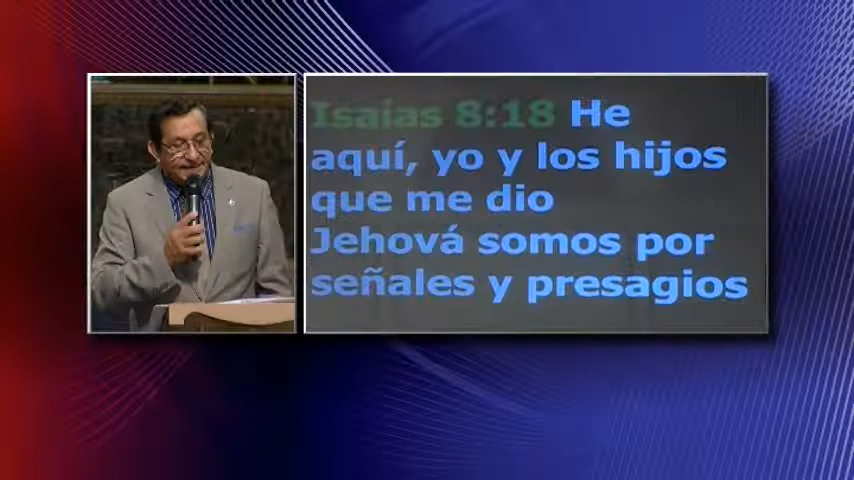 Isaías 8:18 He
aquí, yo y los hijos
que me dio
Jehová somos por
señales y presagios